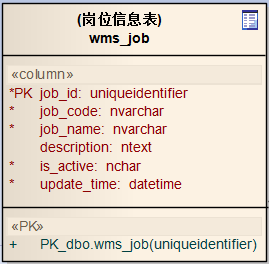 (岗位信息表)
wms_job
«column»
*PK job_id: uniqueidentifier
* job_code: nvarchar
* job_name: nvarchar
description: ntext
* is_active: nchar
* update_time: datetime
«PK»
+ PK_dbo.wms_job(uniqueidentifier)